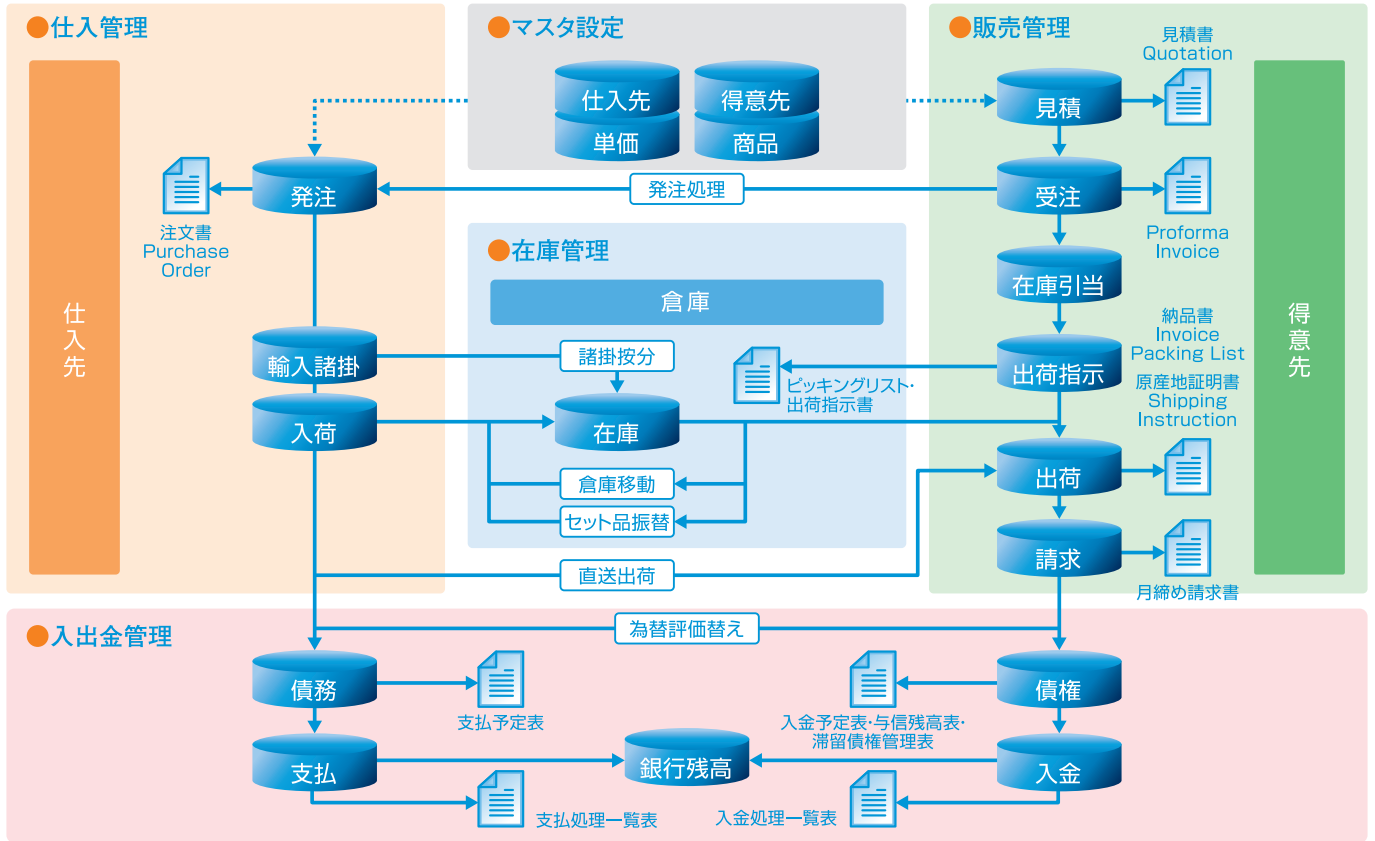 ●仕入管理
仕入先
発注
注文書
Purchase
Order
輸入諸掛
入荷
●マスタ設定
仕入先
得意先
単価
商品
発注処理
●在庫管理
倉庫
諸掛按分
ピッキングリスト・
出荷指示書
在庫
倉庫移動
セット品振替
直送出荷
●販売管理
見積書
Quotation
見積
受注
Proforma
Invoice
在庫引当
納品書
Invoice
Packing List
出荷指示
原産地証明書
Shipping
Instruction
出荷
請求
月締め請求書
得意先
●入出金管理
為替評価替え
債務
支払予定表
債権
入金予定表・与信残高表・
滞留債権管理表
支払
銀行残高
入金
支払処理一覧表
入金処理一覧表